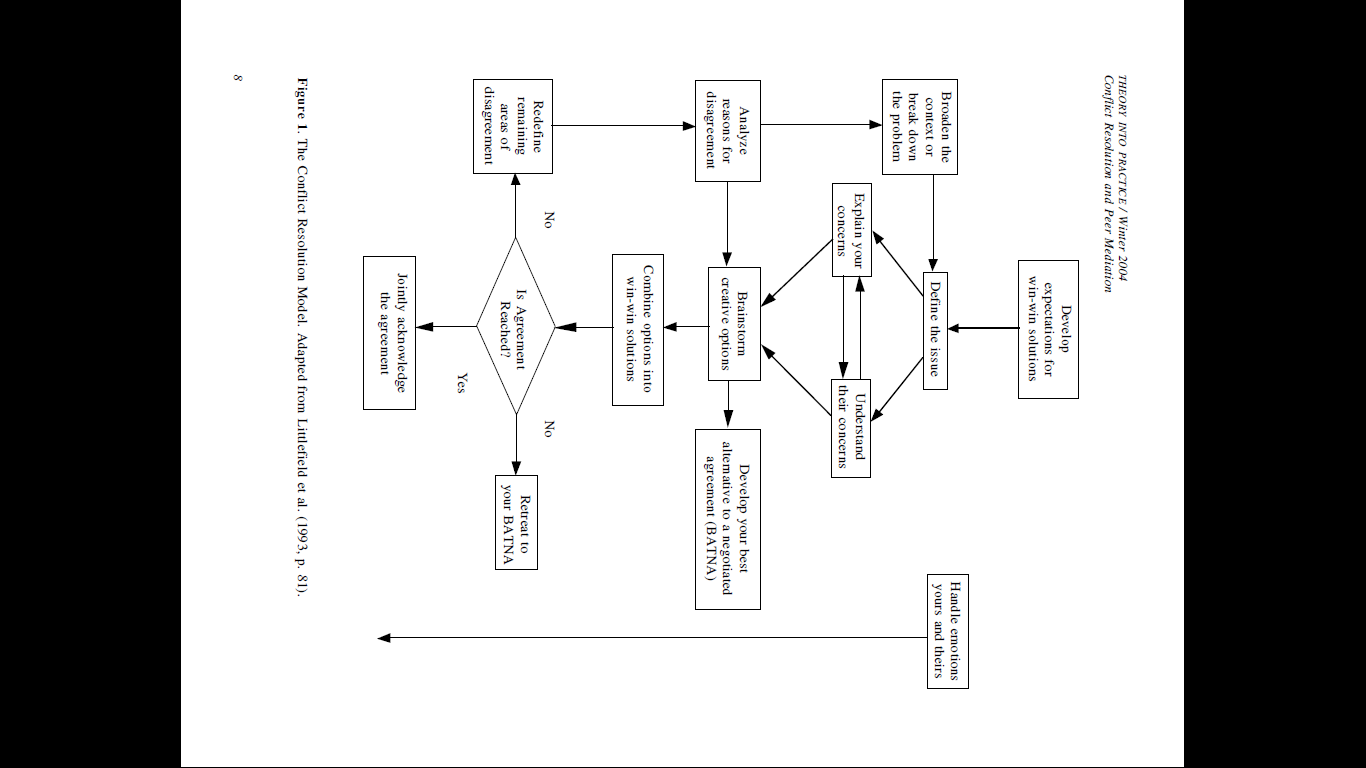 THEORY INTO PRACTICE / Winter 2004
Conflict Resolution and Peer Mediation
Develop
expectations for
win-win solutions
Broaden the
context or
break down
the problem
Define the issue
Handle emotions
yours and theirs
Explain your
concerns
Understand
their concerns
Analyze
reasons for
disagreement
Brainstorm
creative options
Develop your best
alternative to a negotiated
agreement (BATNA)
Combine options into
win-win solutions
Redefine
remaining
areas of
disagreement
No
Is Agreement
Reached?
No
Retreat to
your BATNA
Yes
Jointly acknowledge
the agreement
Figure 1. The Conflict Resolution Model. Adapted from Littlefield et al. (1993, p. 81).
8